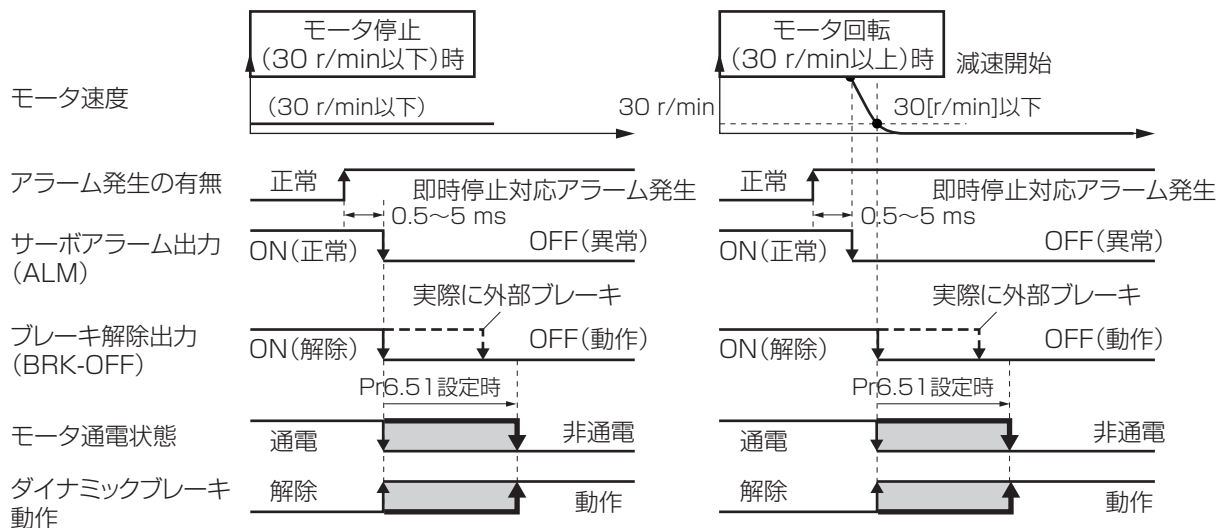 モータ停止
(30 r/min以下)時
モータ回転
(30 r/min以上)時
減速開始
モータ速度
(30 r/min以下)
30 r/min
30[r/min]以下
アラーム発生の有無
正常
即時停止対応アラーム発生
正常
即時停止対応アラーム発生
0.5～5 ms
0.5～5 ms
サーボアラーム出力
(ALM)
ON(正常)
OFF(異常)
ON(正常)
OFF(異常)
実際に外部ブレーキ
実際に外部ブレーキ
ブレーキ解除出力
(BRK-OFF)
ON(解除)
OFF(動作)
ON(解除)
OFF(動作)
Pr6.51設定時
Pr6.51設定時
モータ通電状態
通電
非通電
通電
非通電
ダイナミックブレーキ
動作
解除
動作
解除
動作